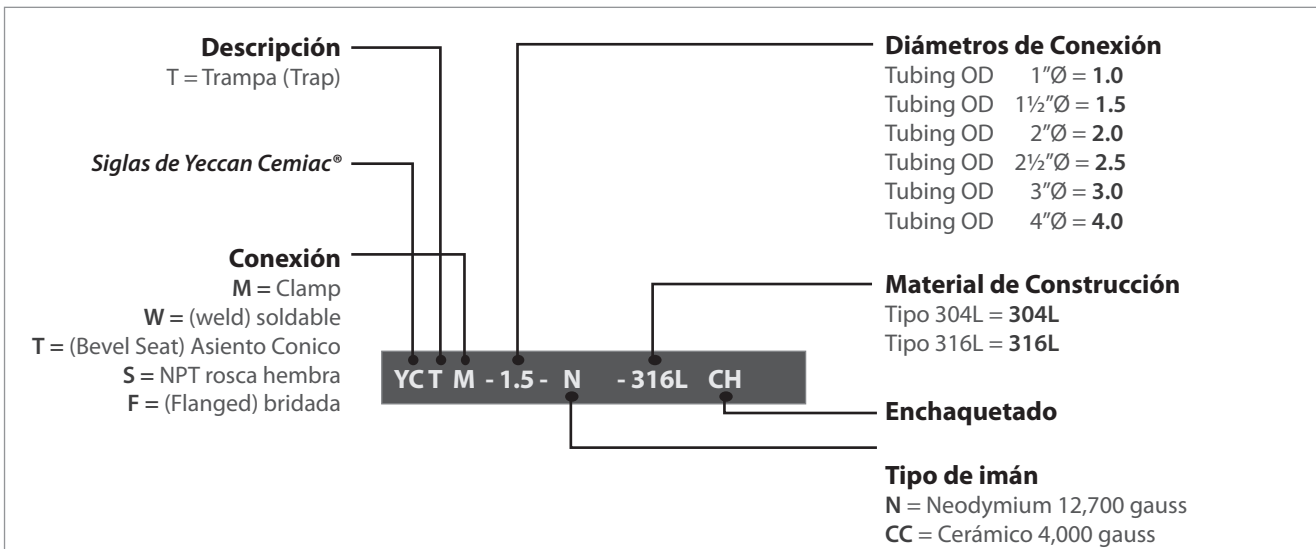 Descripción
T = Trampa (Trap)
Siglas de Yeccan Cemiac®
Conexión
M = Clamp
W = (weld) soldable
T = (Bevel Seat) Asiento Conico
S = NPT rosca hembra
F = (Flanged) bridada
YC T M - 1.5 - N - 316L CH
Diámetros de Conexión
Tubing OD 1”Ø = 1.0
Tubing OD 1½”Ø = 1.5
Tubing OD 2”Ø = 2.0
Tubing OD 2½”Ø = 2.5
Tubing OD 3”Ø = 3.0
Tubing OD 4”Ø = 4.0
Material de Construcción
Tipo 304L = 304L
Tipo 316L = 316L
Enchaquetado
Tipo de imán
N = Neodymium 12,700 gauss
CC = Cerámico 4,000 gauss